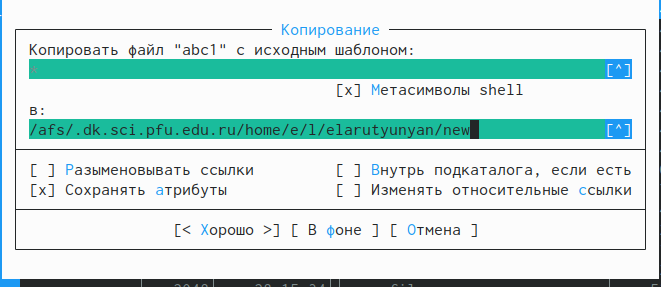 Копирование
Копировать файл "abc1" с исходным шаблоном:
[^]
[x] Метасимволы shell
в:
/afs/.dk.sci.pfu.edu.ru/home/e/l/elarutyunyan/new [^]
[ ] Разыменовывать ссылки [ ] Внутрь подкаталога, если есть
[x] Сохранять атрибуты [ ] Изменять относительные ссылки
[< Хорошо >] [ В фоне ] [ Отмена ]